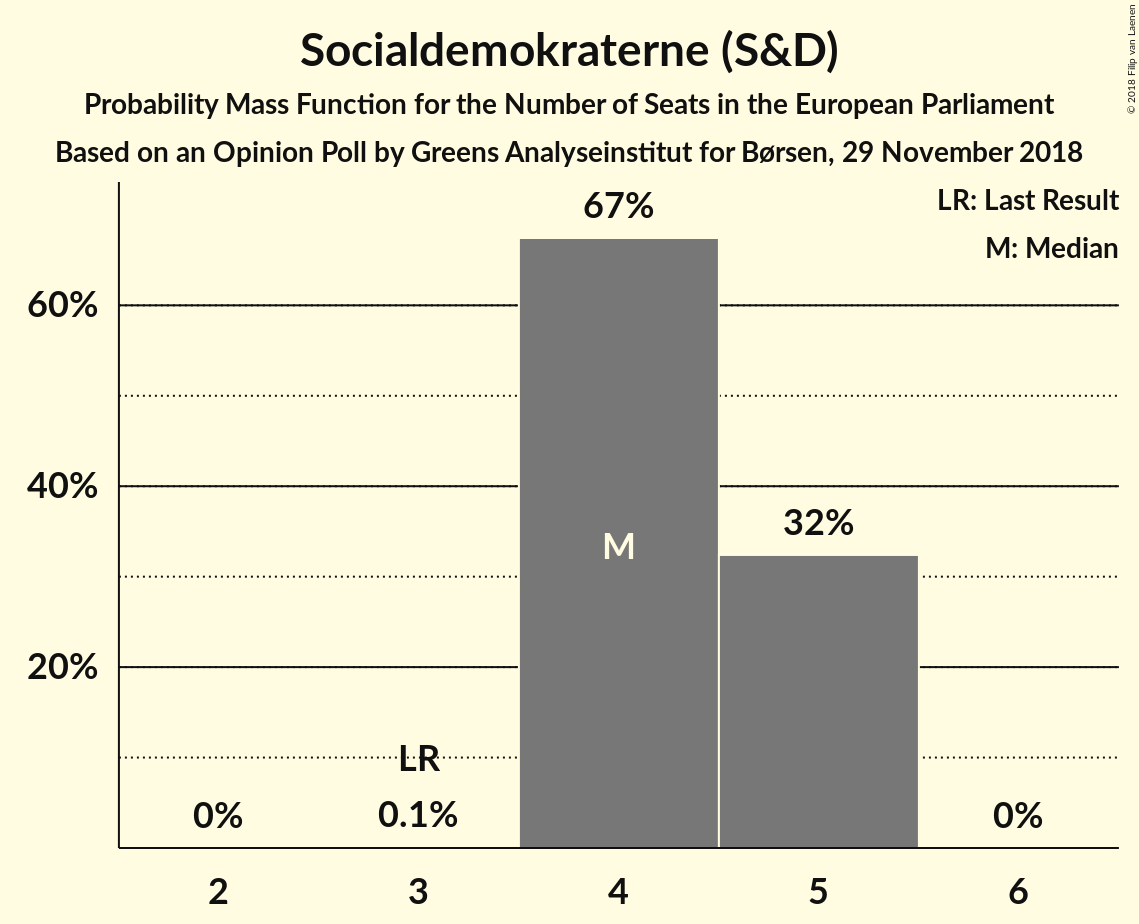 Socialdemokraterne (S&D)
Probability Mass Function for the Number of Seats in the European Parliament
Based on an Opinion Poll by Greens Analyseinstitut for Børsen, 29 November 2018
© 2018 Filip van Laenen
LR: Last Result
M: Median
67%
60%
40%
32%
M
20%
LR
0%
0.1%
0%
2
3
4
5
6